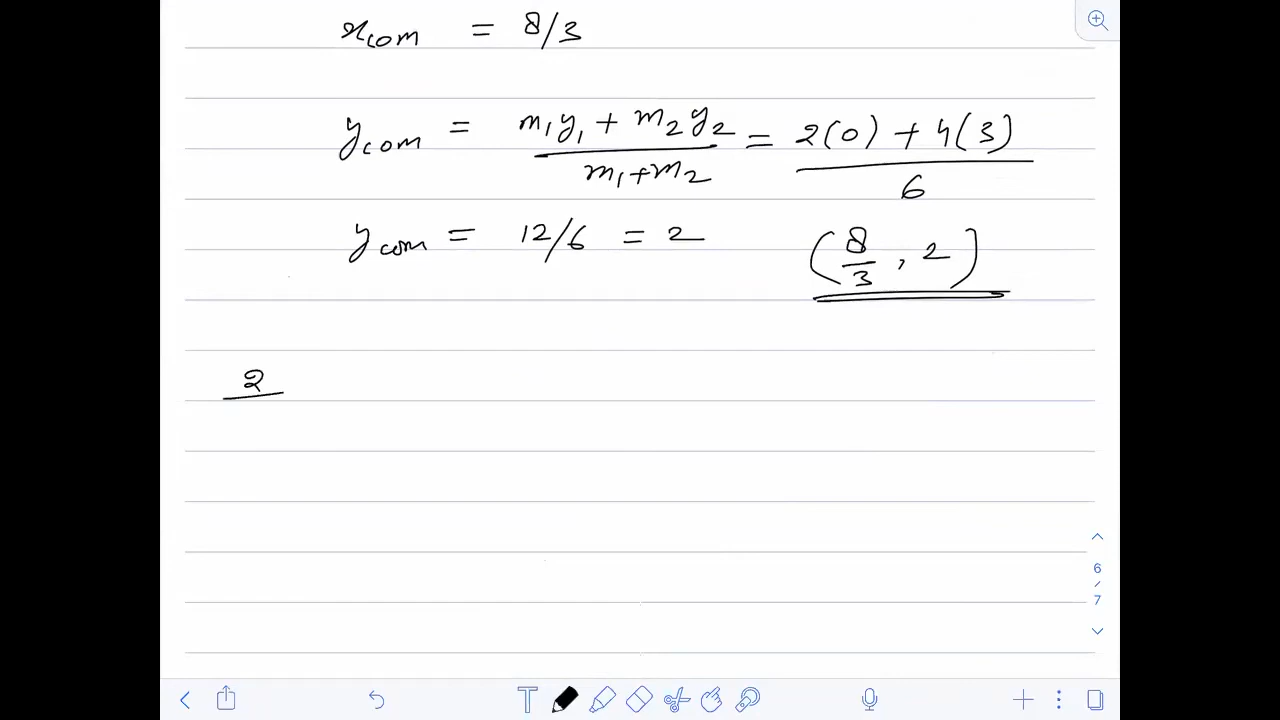 x_com = 8/3
y_com = (m₁y₁ + m₂y₂)/(m₁+m₂) = (2(0) + 4(3))/6
y_com = 12/6 = 2 (8/3, 2)
2
6
/
7
T